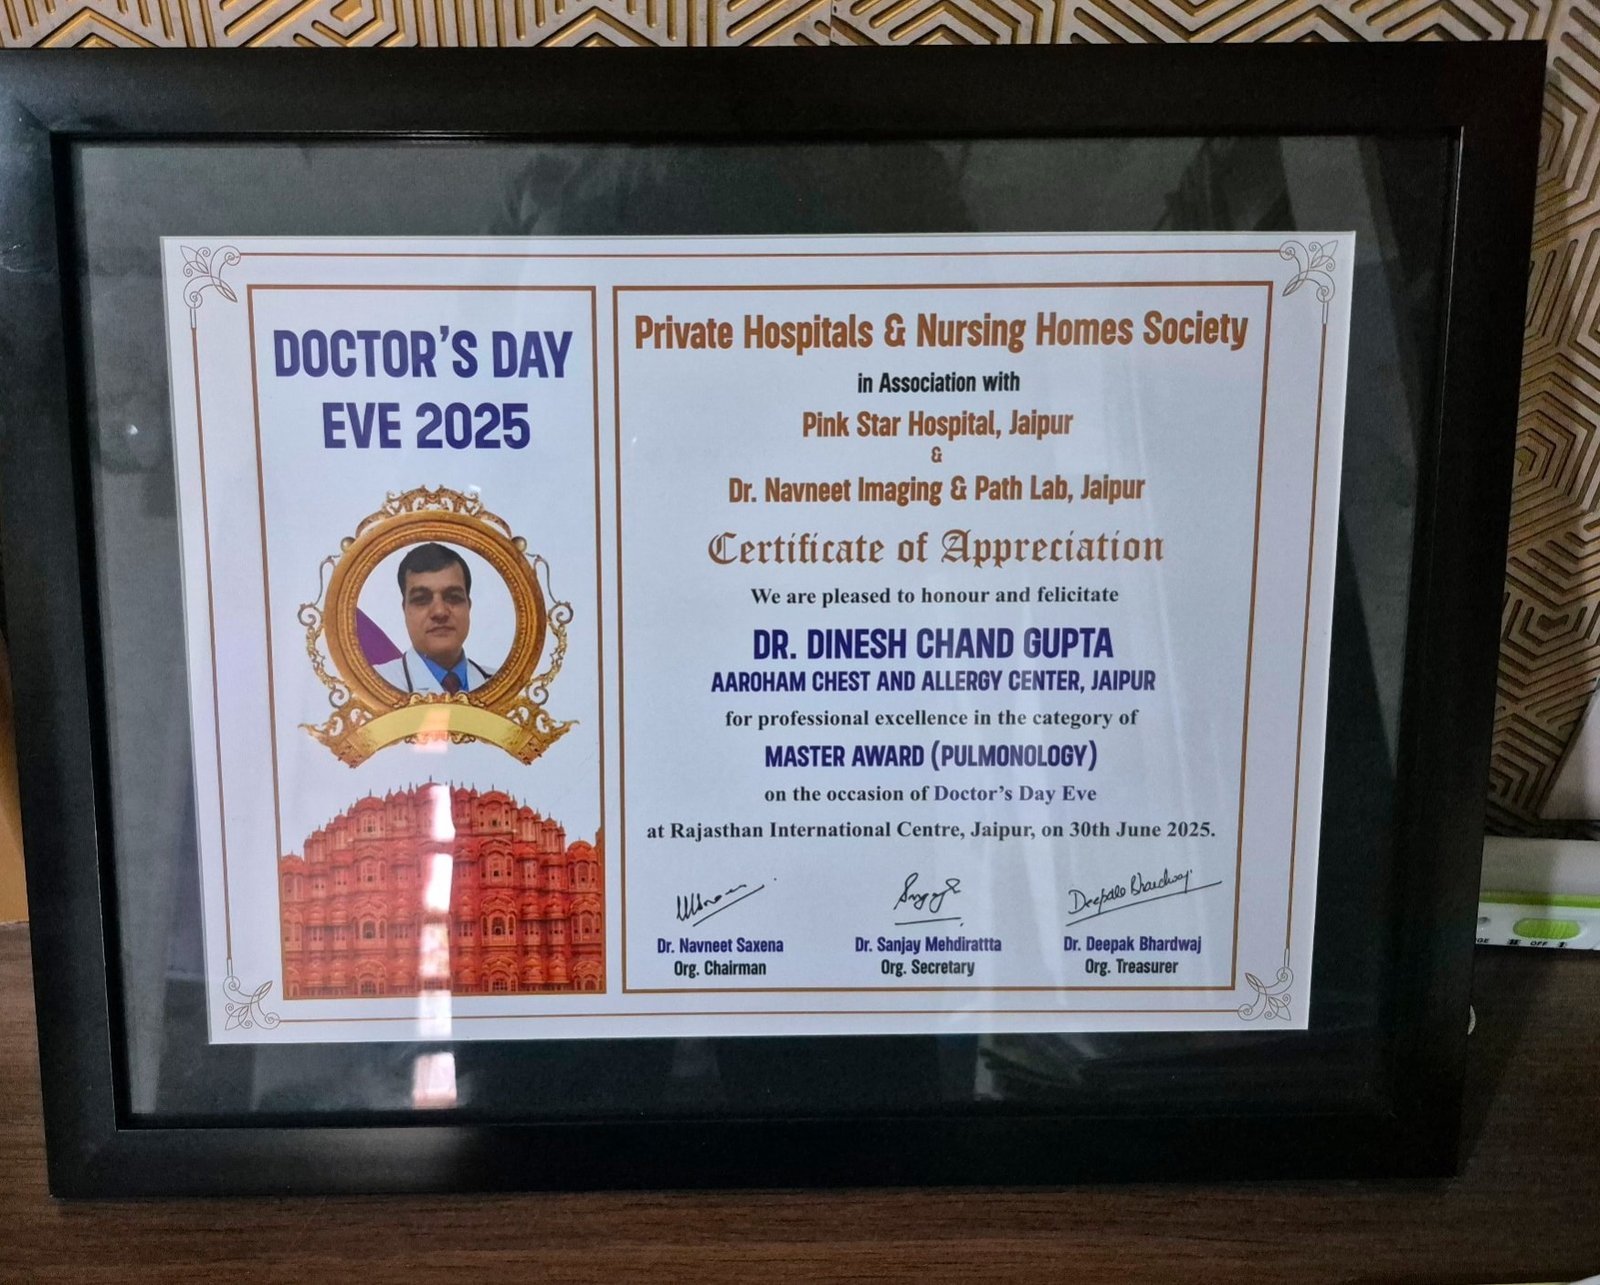 DOCTOR'S DAY
EVE 2025
Private Hospitals & Nursing Homes Society
in Association with
Pink Star Hospital, Jaipur
&
Dr. Navneet Imaging & Path Lab, Jaipur
Certificate of Appreciation
We are pleased to honour and felicitate
DR. DINESH CHAND GUPTA
AAROHAM CHEST AND ALLERGY CENTER, JAIPUR
for professional excellence in the category of
MASTER AWARD (PULMONOLOGY)
on the occasion of Doctor's Day Eve
at Rajasthan International Centre, Jaipur, on 30th June 2025.
Deepak Bhardwaj
Dr. Navneet Saxena
Org. Chairman
Dr. Sanjay Mehdirattta
Org. Secretary
Dr. Deepak Bhardwaj
Org. Treasurer
OFF